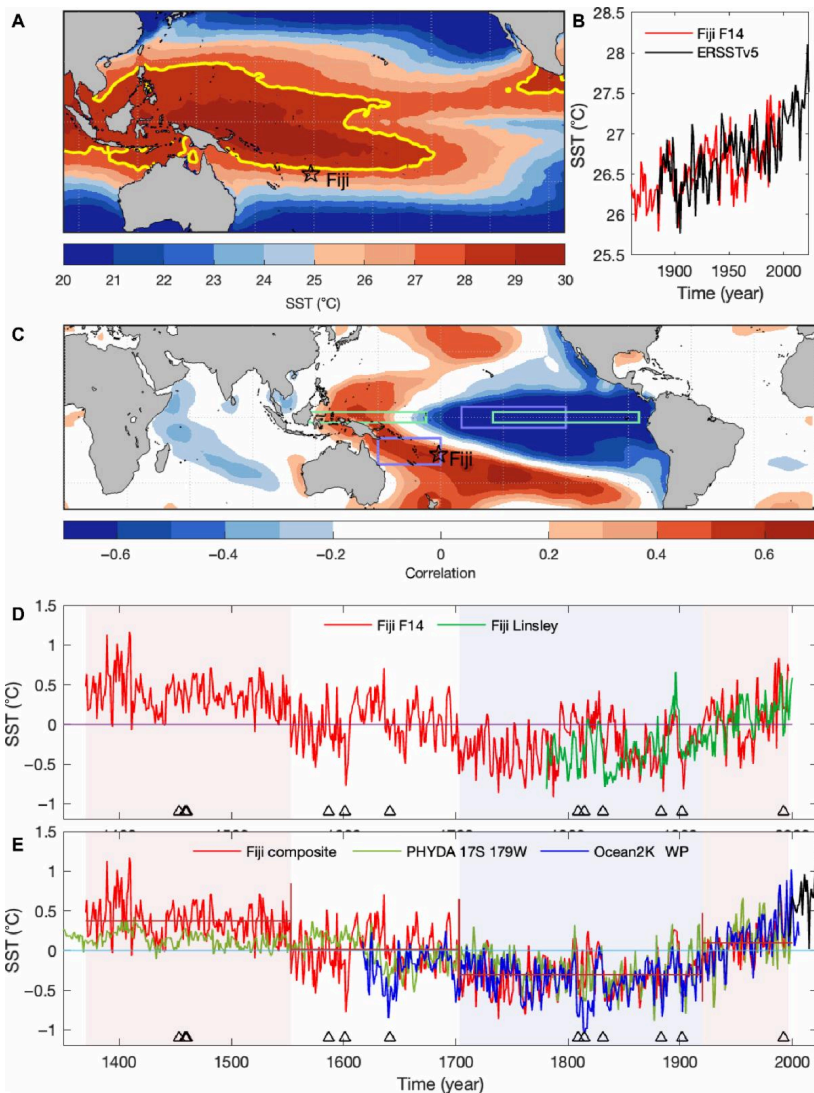 A
Fiji
20 21 22 23 24 25 26 27 28 29 30
SST (°C)
B
Fiji F14
ERSSTv5
28.5
28
27.5
27
26.5
26
25.5
SST (°C)
1900 1950 2000
Time (year)
C
Fiji
−0.6 −0.4 −0.2 0 0.2 0.4 0.6
Correlation
D
Fiji F14 Fiji Linsley
1.5
1
0.5
0
-0.5
-1
SST (°C)
E
Fiji composite PHYDA 17S 179W Ocean2K WP
1.5
1
0.5
0
-0.5
-1
SST (°C)
1400 1500 1600 1700 1800 1900 2000
Time (year)